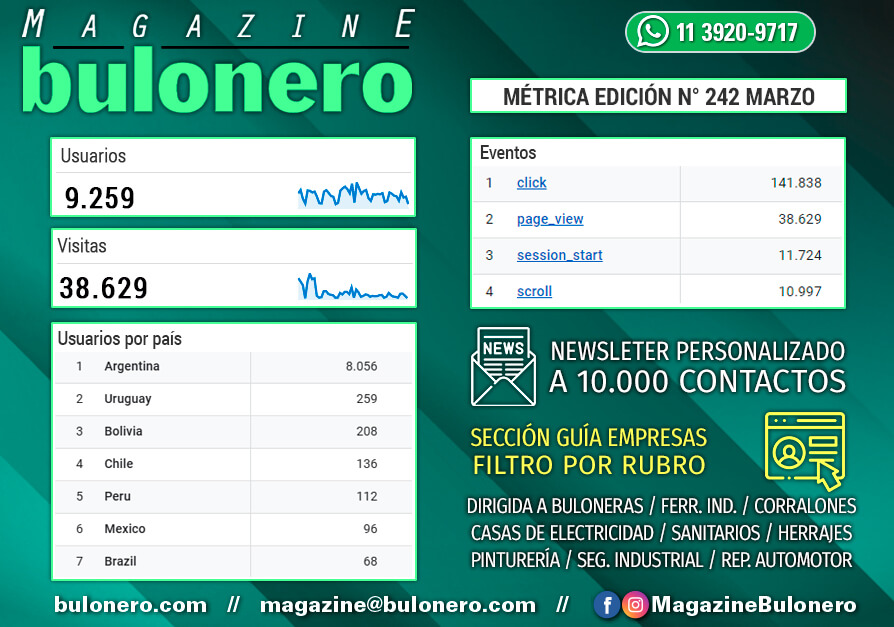 MAGAZINE
bulonero
11 3920-9717
MÉTRICA EDICIÓN N° 242 MARZO
Usuarios
9.259
Visitas
38.629
Usuarios por país
1 Argentina 8.056
2 Uruguay 259
3 Bolivia 208
4 Chile 136
5 Peru 112
6 Mexico 96
7 Brazil 68
Eventos
1 click 141.838
2 page_view 38.629
3 session_start 11.724
4 scroll 10.997
NEWS
NEWSLETER PERSONALIZADO
A 10.000 CONTACTOS
SECCIÓN GUÍA EMPRESAS
FILTRO POR RUBRO
DIRIGIDA A BULONERAS / FERR. IND. / CORRALONES
CASAS DE ELECTRICIDAD / SANITARIOS / HERRAJES
PINTURERÍA / SEG. INDUSTRIAL / REP. AUTOMOTOR
bulonero.com // magazine@bulonero.com // MagazineBulonero